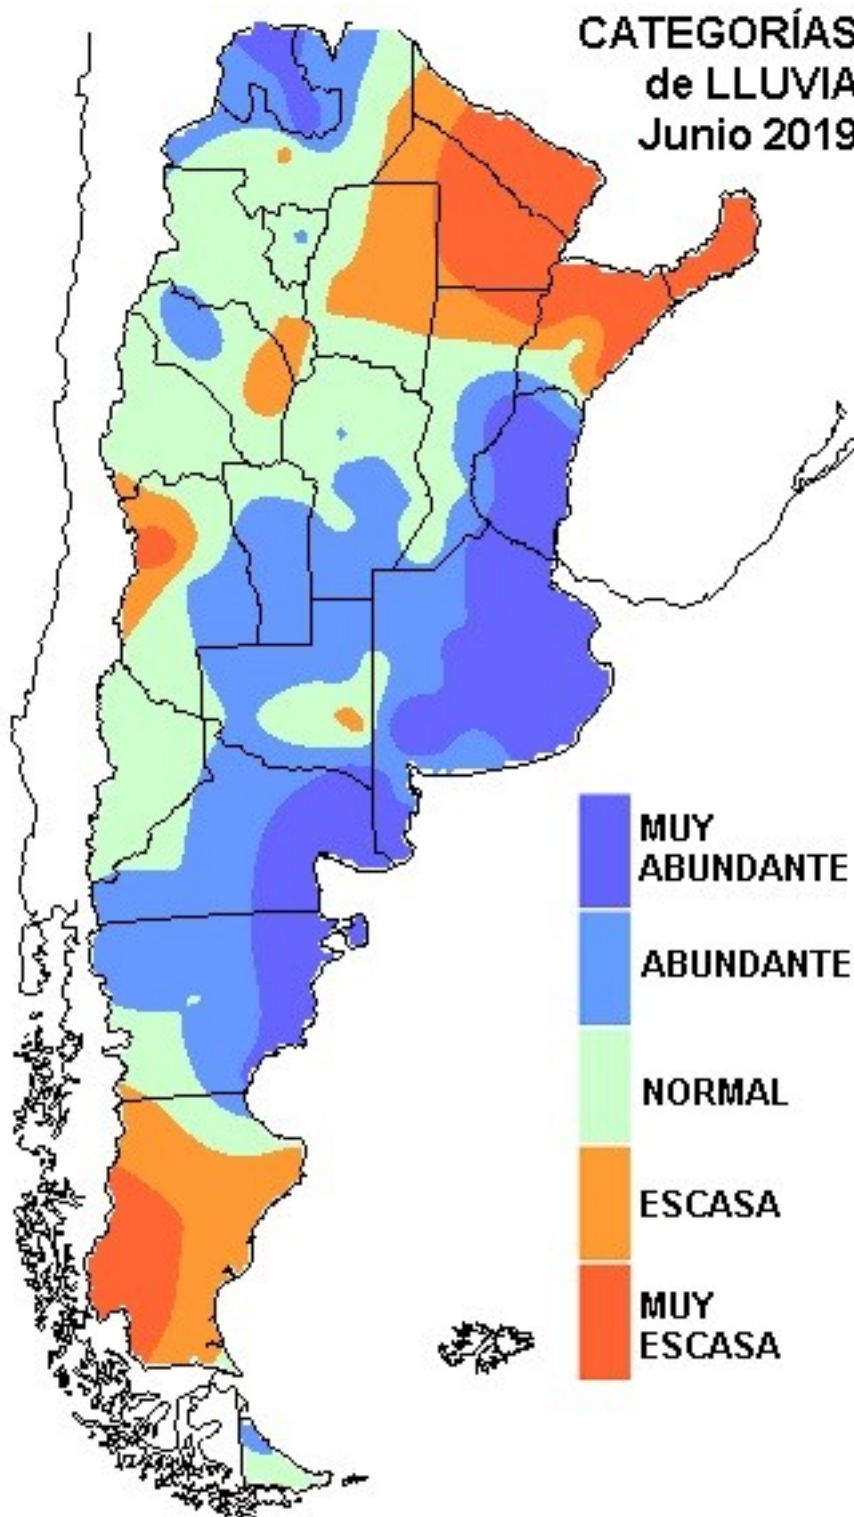 CATEGORÍAS
de LLUVIA
Junio 2019
MUY
ABUNDANTE
ABUNDANTE
NORMAL
ESCASA
MUY
ESCASA